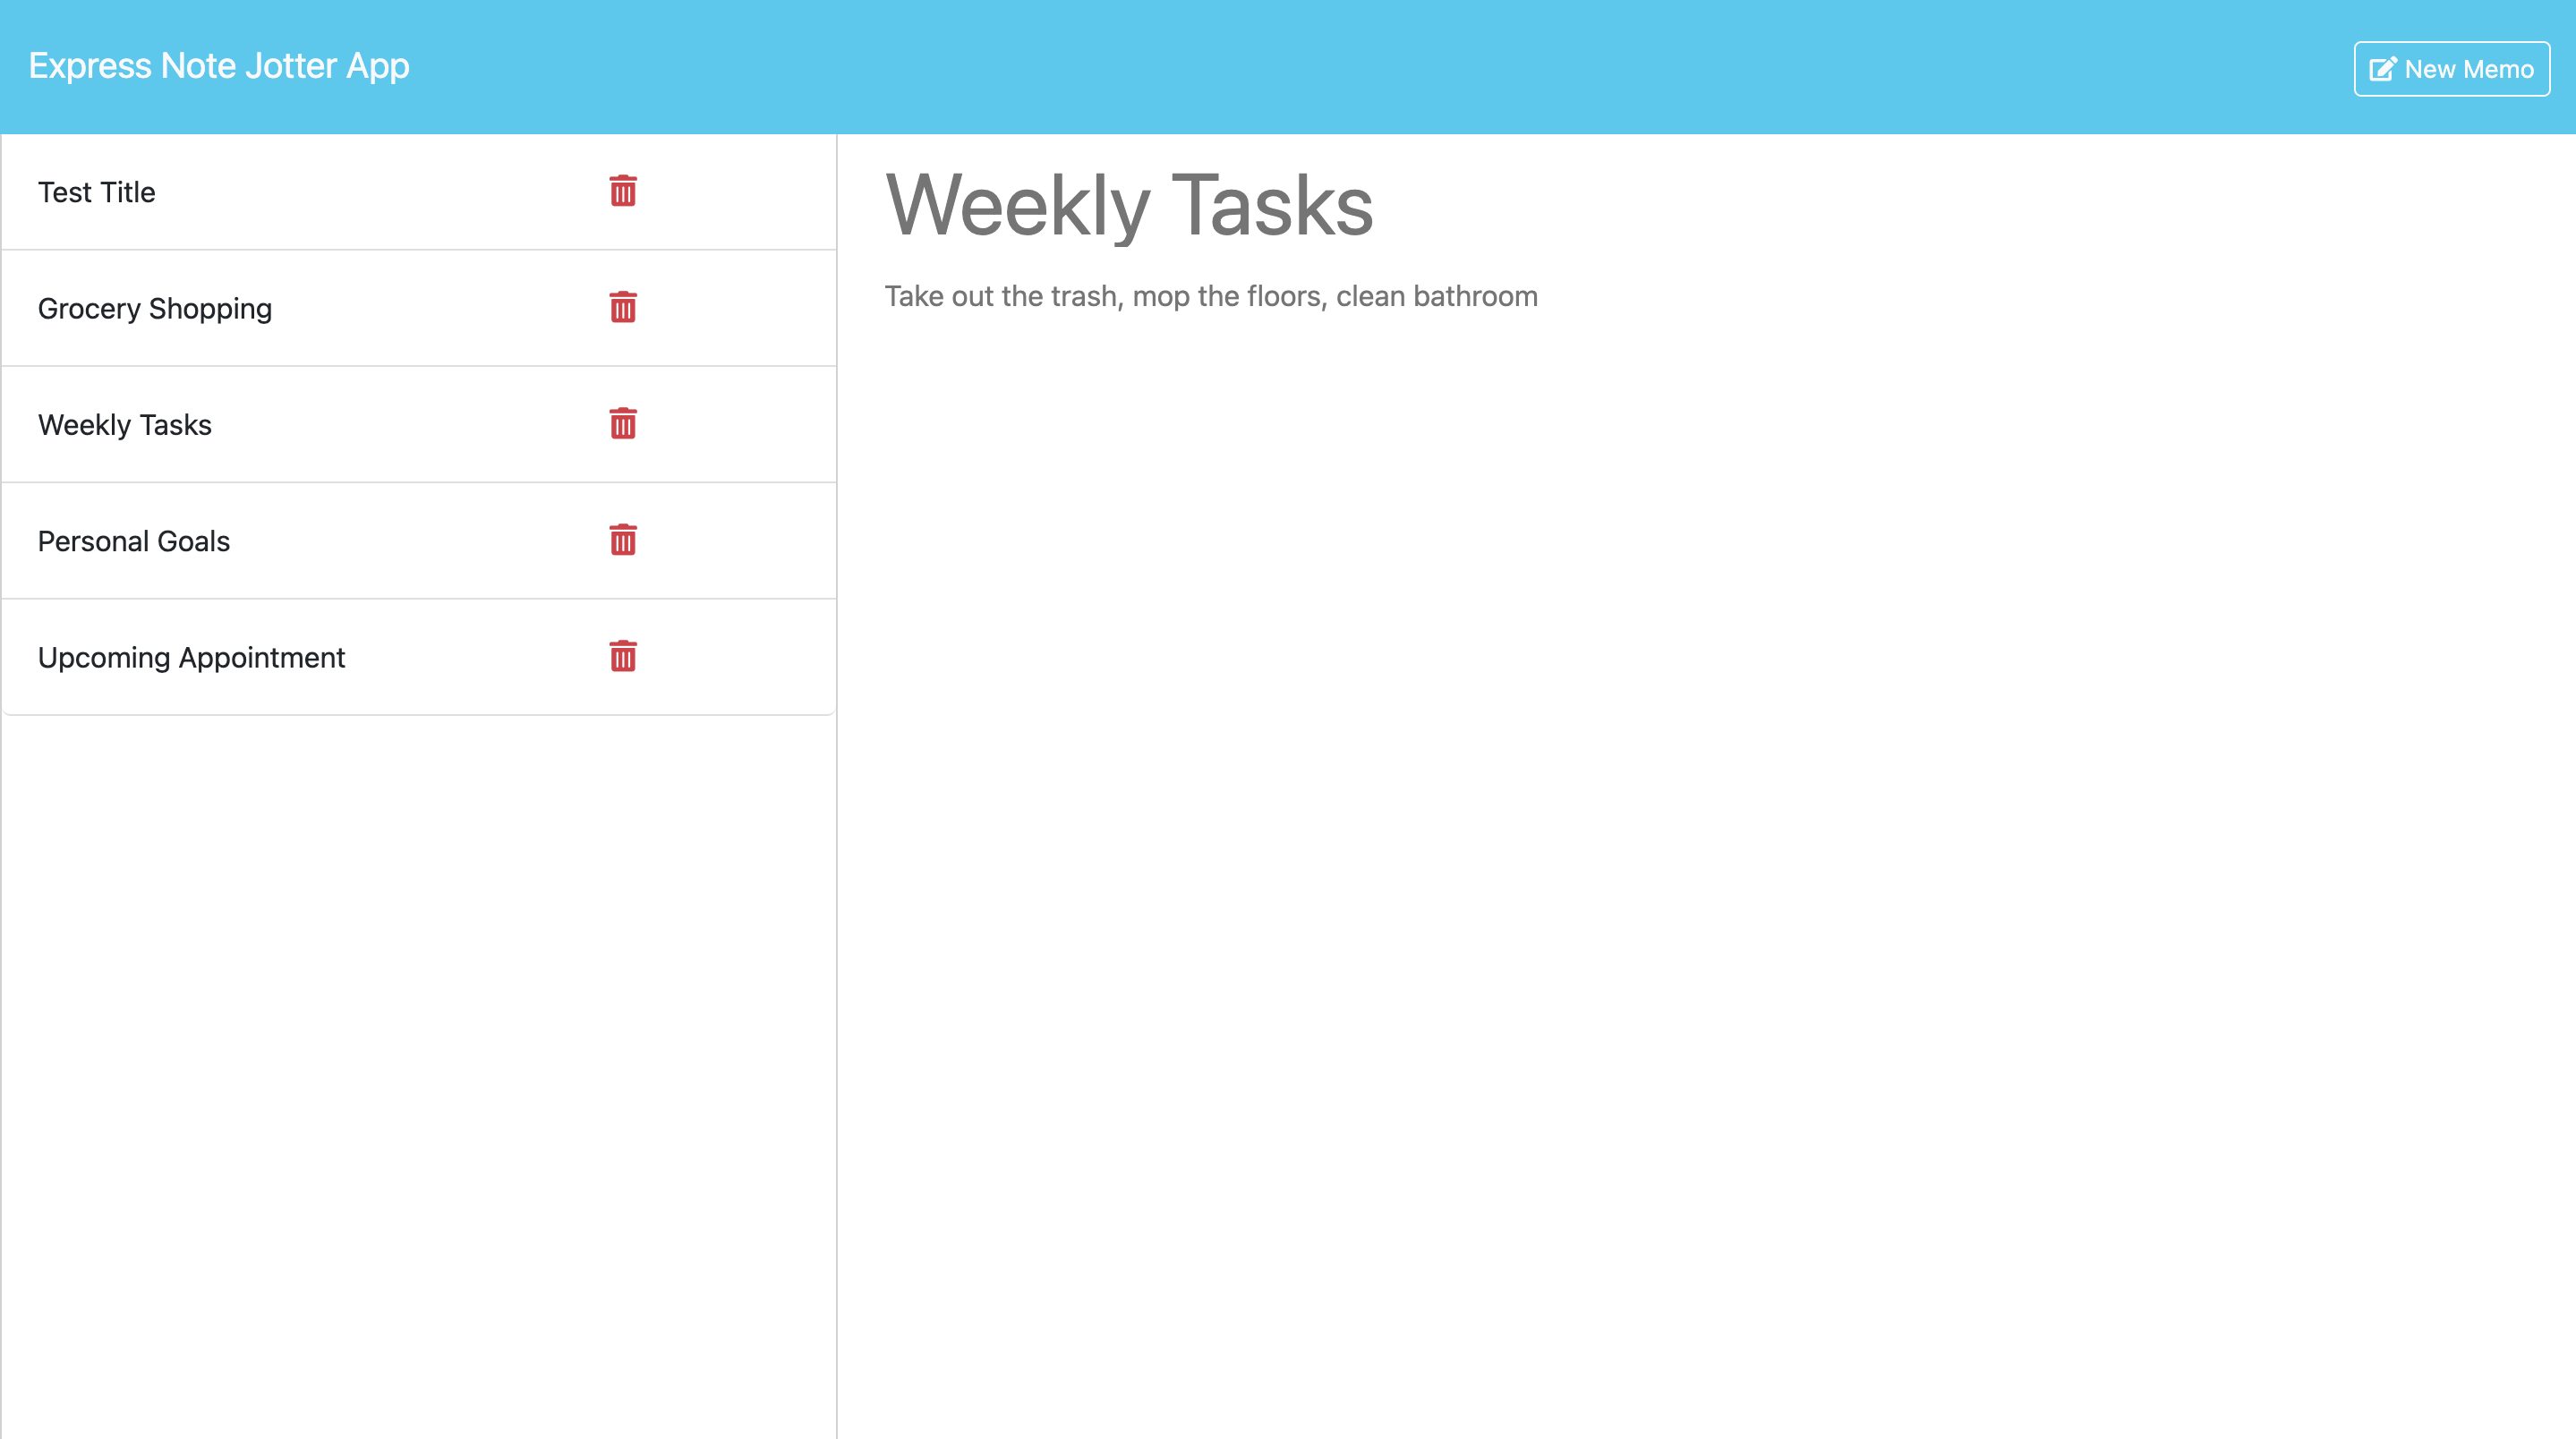 Express Note Jotter App
New Memo
Test Title
Grocery Shopping
Weekly Tasks
Personal Goals
Upcoming Appointment
Weekly Tasks
Take out the trash, mop the floors, clean bathroom